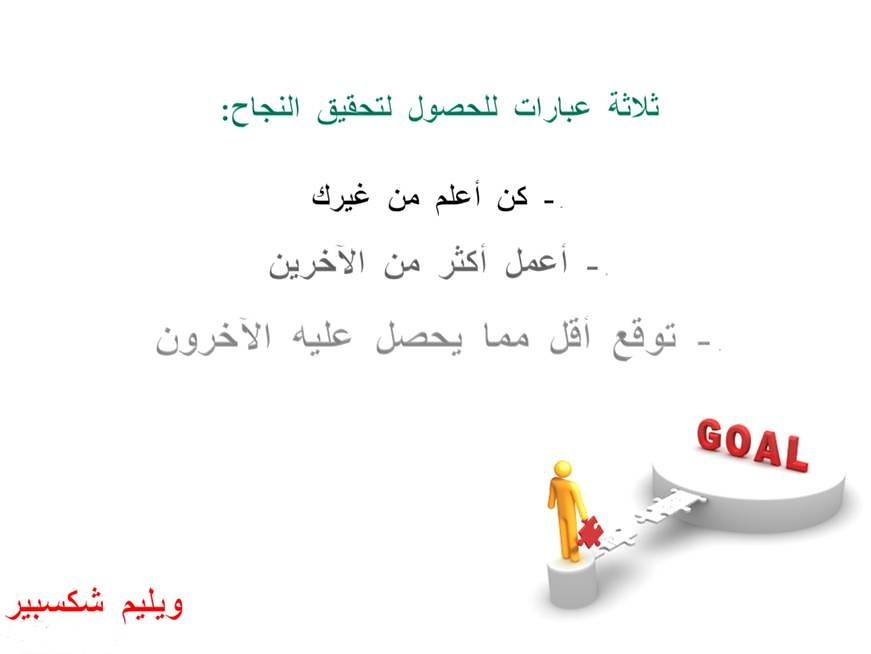 ثلاثة عبارات للحصول لتحقيق النجاح:
.- كن أعلم من غيرك
.- أعمل أكثر من الآخرين
.- توقع أقل مما يحصل عليه الآخرون
GOAL
ويليم شكسبير